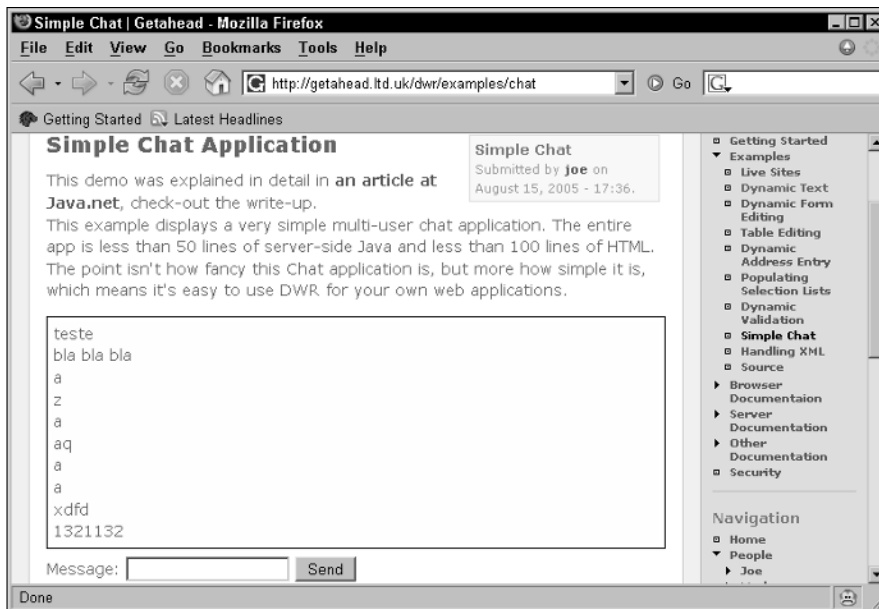 Simple Chat | Getahead - Mozilla Firefox
File Edit View Go Bookmarks Tools Help
http://getahead.ltd.uk/dwr/examples/chat
Go
G
Getting Started
Latest Headlines
Simple Chat Application
Simple Chat
Submitted by joe on
August 15, 2005 - 17:36.
This demo was explained in detail in an article at
Java.net, check-out the write-up.
This example displays a very simple multi-user chat application. The entire
app is less than 50 lines of server-side Java and less than 100 lines of HTML.
The point isn't how fancy this Chat application is, but more how simple it is,
which means it's easy to use DWR for your own web applications.
teste
bla bla bla
a
z
a
aq
a
a
xdfd
1321132
Message:
Send
Getting Started
Examples
Live Sites
Dynamic Text
Dynamic Form
Editing
Table Editing
Dynamic
Address Entry
Populating
Selection Lists
Dynamic
Validation
Simple Chat
Handling XML
Source
Browser
Documentaion
Server
Documentation
Other
Documentation
Security
Navigation
Home
People
Joe
Done